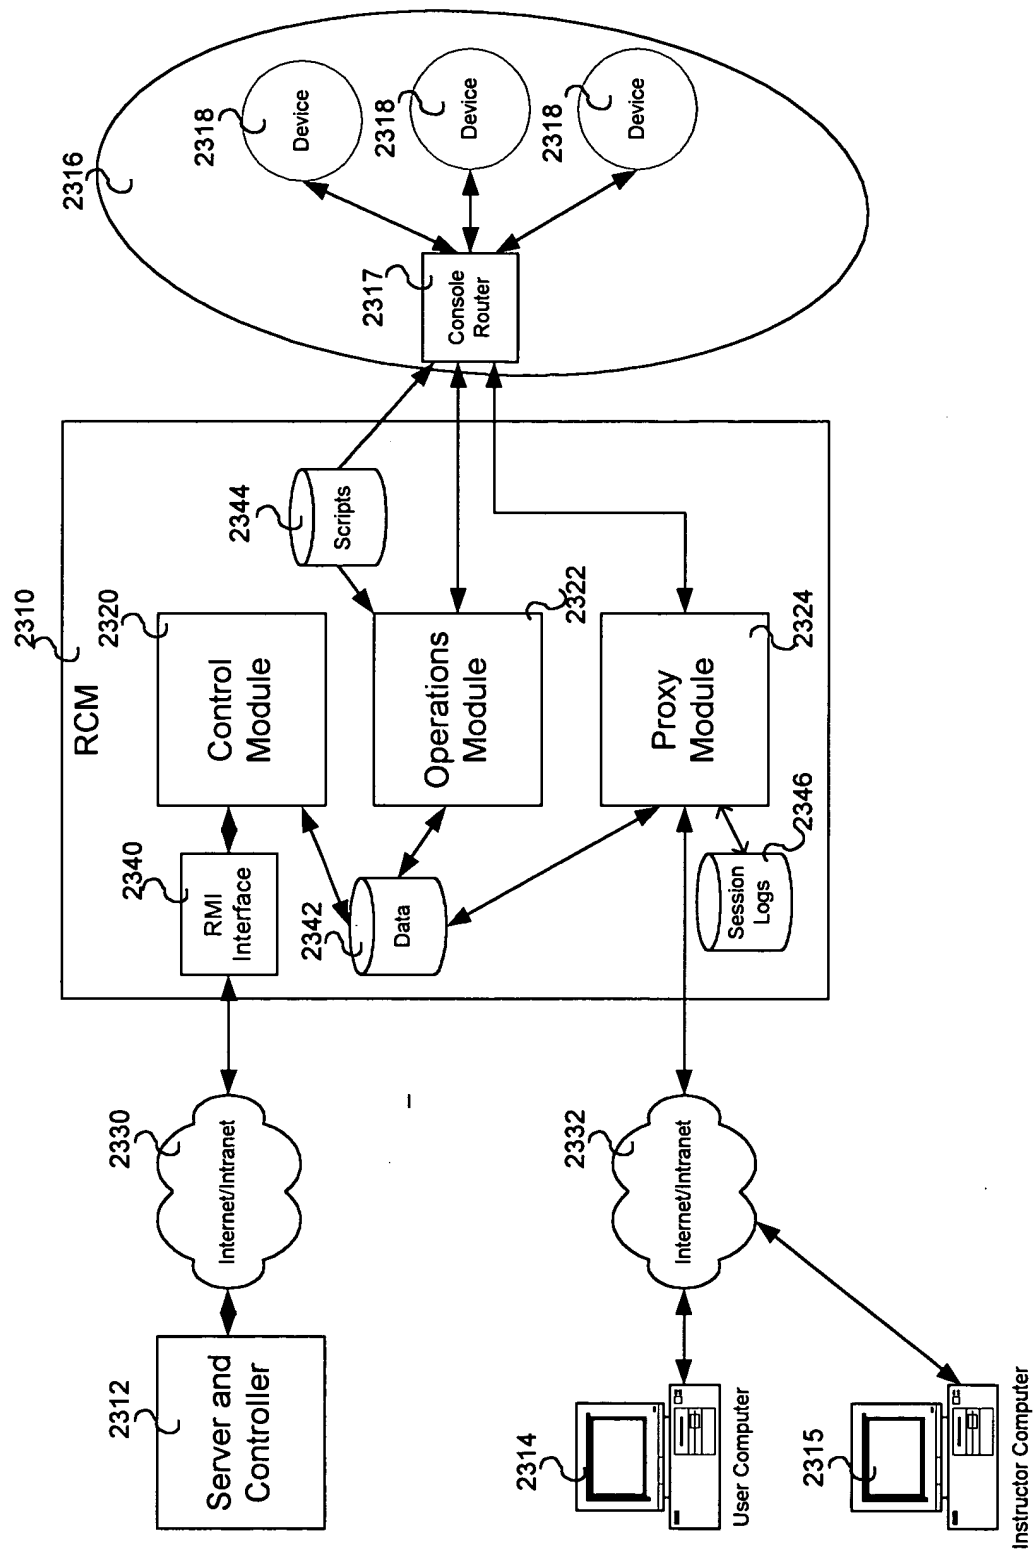 2312
Server and
Controller
2330
Internet/Intranet
2310
RCM
2340
RMI
Interface
2320
Control
Module
2342
Data
2344
Scripts
Operations
Module
2322
Proxy
Module
2324
Session
Logs
2346
2316
2317
Console
Router
2318
Device
2318
Device
2318
Device
2332
Internet/Intranet
2314
User Computer
2315
Instructor Computer